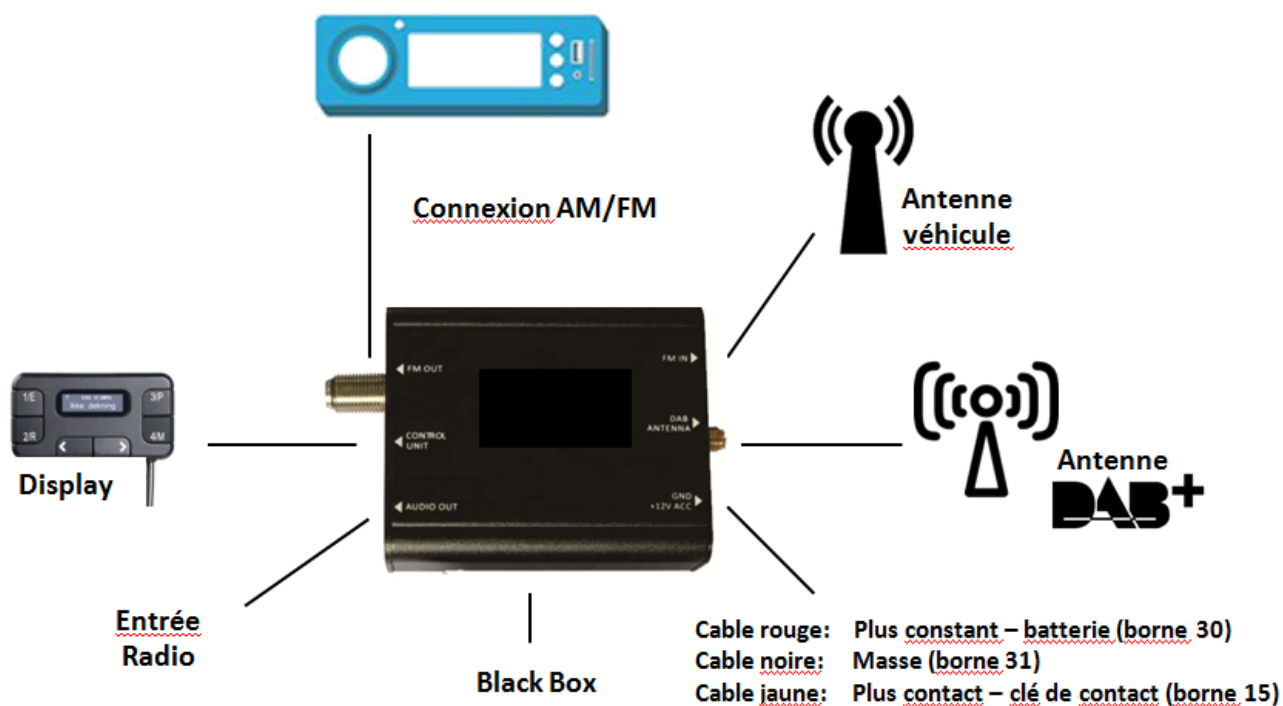 Connexion AM/FM
Antenne
véhicule
FM OUT
FM IN
CONTROL
UNIT
DAB
ANTENNA
AUDIO OUT
GND
+12V ACC
1/E
3/P
Ikke dekning
2/R
4/M
< >
Display
Antenne
DAB+
Entrée
Radio
Black Box
Cable rouge: Plus constant – batterie (borne 30)
Cable noire: Masse (borne 31)
Cable jaune: Plus contact – clé de contact (borne 15)